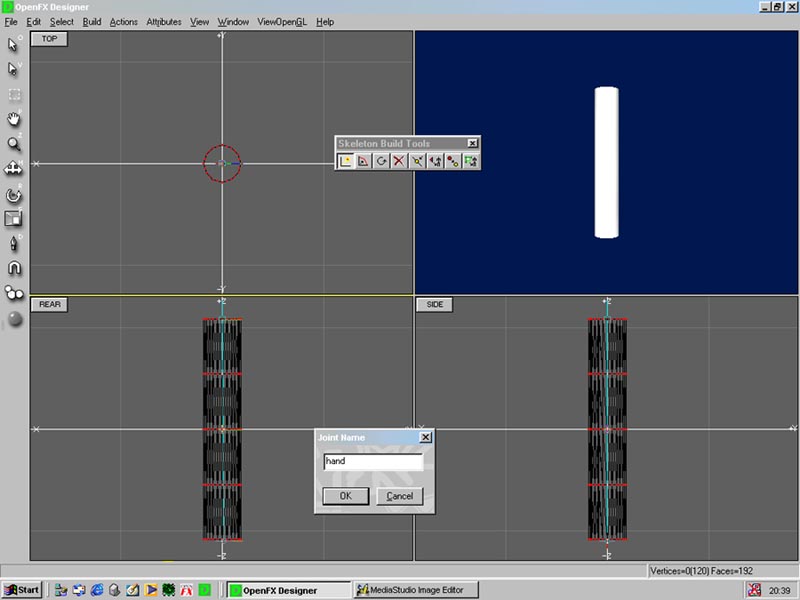 OpenFX Designer
File Edit Select Build Actions Attributes View Window ViewOpenGL Help
TOP
+Y
X
-Y
Skeleton Build Tools
REAR
+Z
X
-Z
SIDE
+Z
-Z
Joint Name
hand
OK Cancel
Vertices=0[120] Faces=192
Start OpenFX Designer MediaStudio Image Editor 20:39